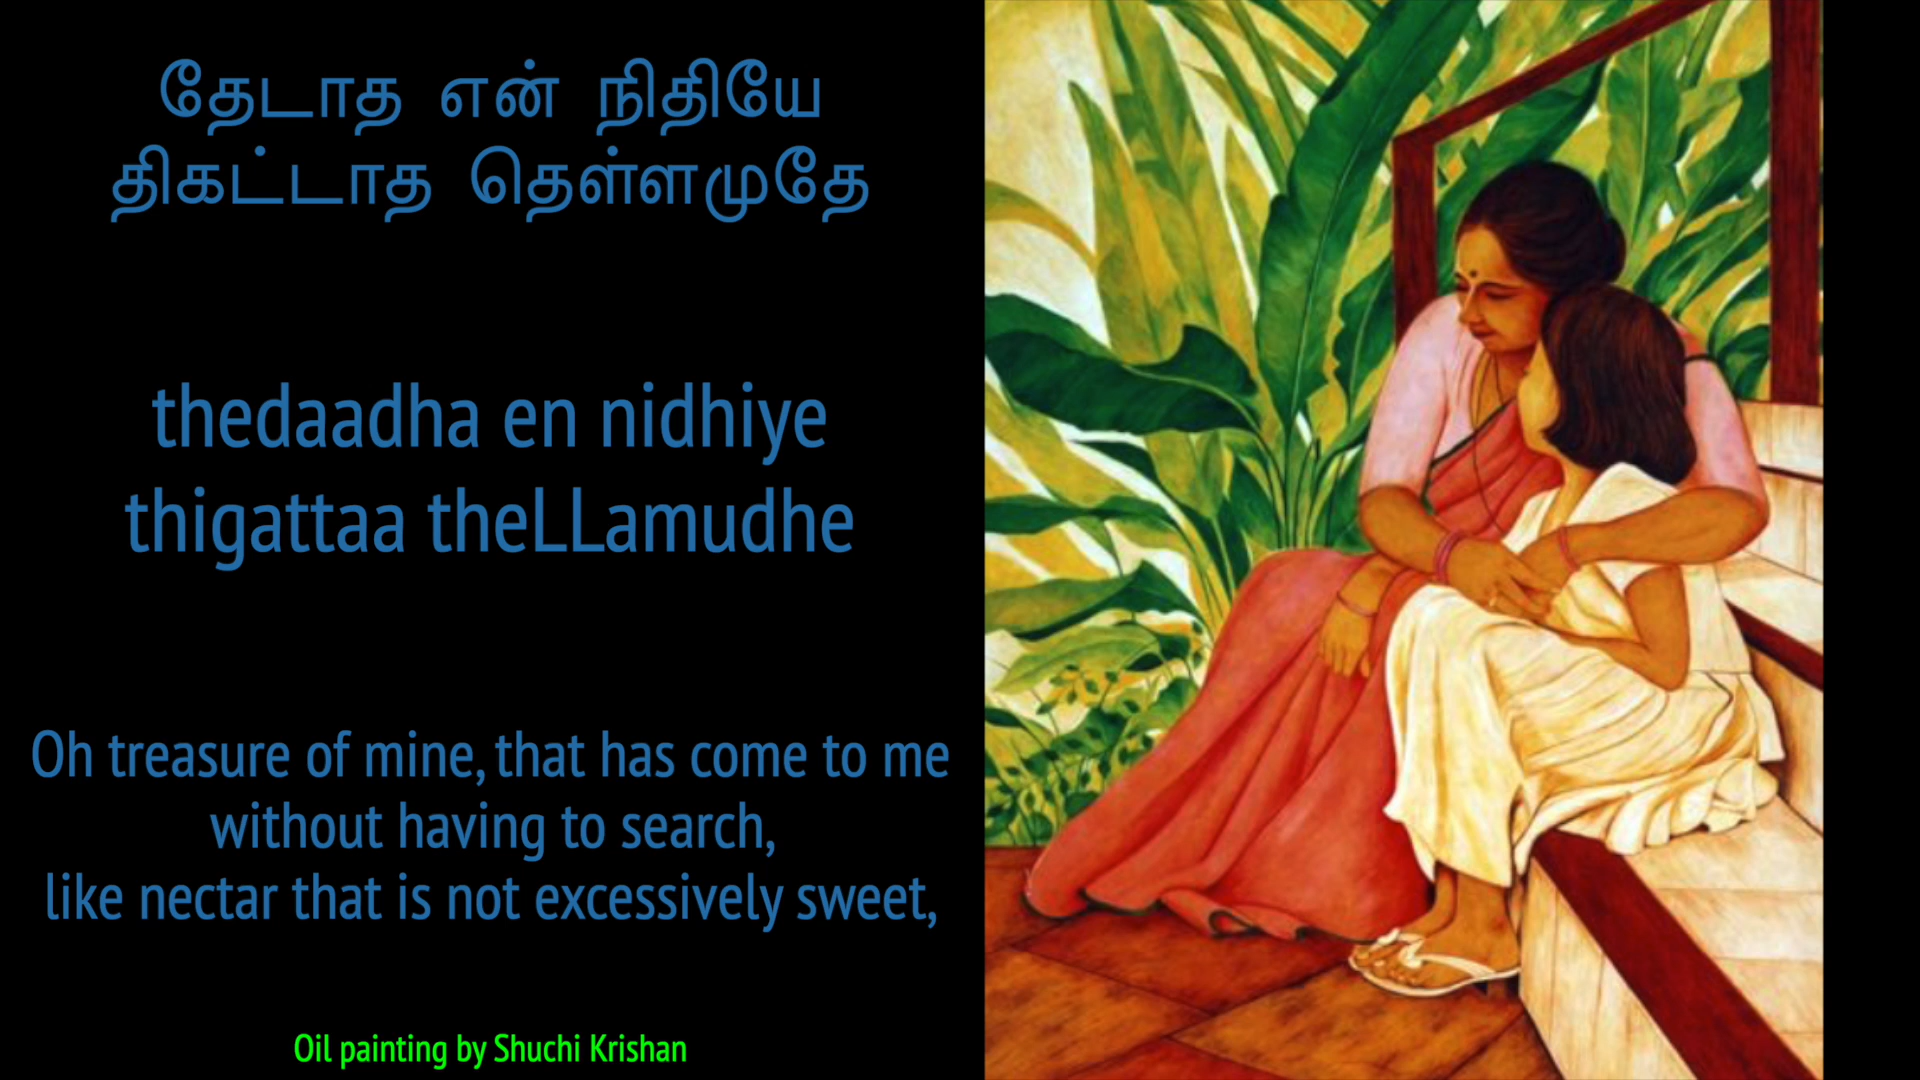 தேடாத என் நிதியே
திகட்டாத தெள்ளமுதே
thedaadha en nidhiye
thigattaa theLLamudhe
Oh treasure of mine, that has come to me
without having to search,
like nectar that is not excessively sweet,
Oil painting by Shuchi Krishan